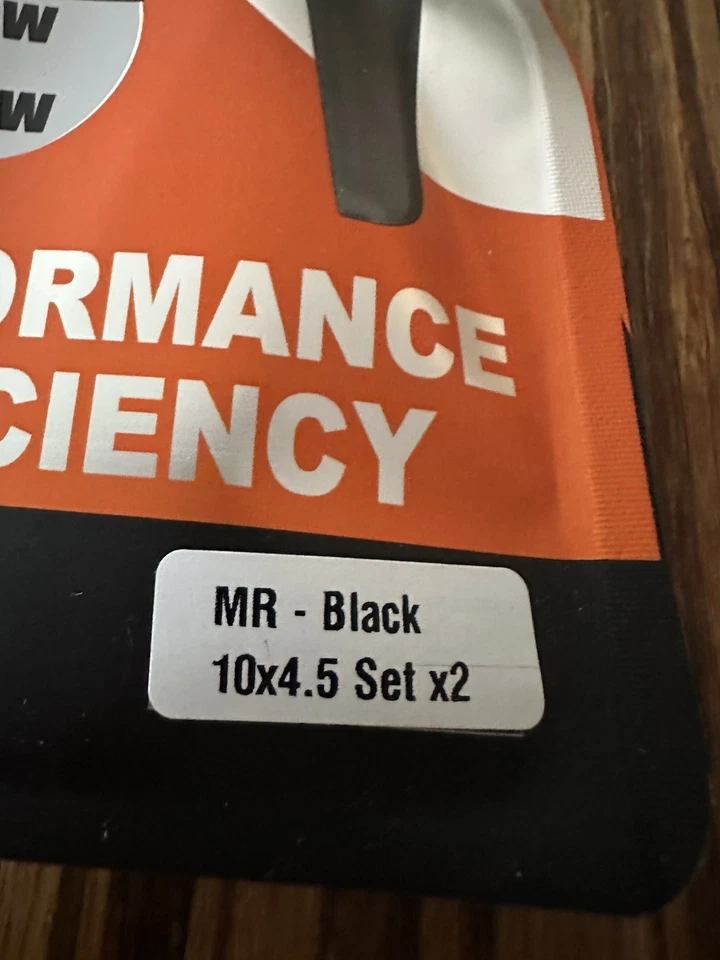 W
W
ORMANCE
CIENCY
MR - Black
10x4.5 Set x2